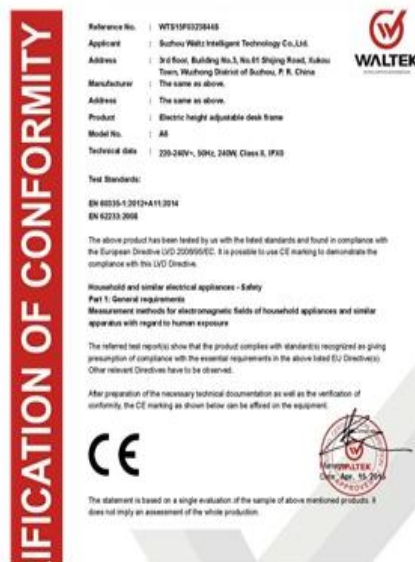 IFICATION OF CONFORMITY
WALTEK
Reference No. :
Applicant : Suzhou Waltz Intelligent Technology Co.,Ltd.
Address : 3rd floor, Building No.3, No.81 Shijing Road, Xukou
Town, Wuzhong District of Suzhou, P. R. China
Manufacturer : The same as above.
Address : The same as above.
Product : Electric height adjustable desk frame
Model No. :
Technical data : 220-240V~, 50Hz, 240W, Class II, IPX0
Test Standards:
EN 60335-1:2012+A11:2014
EN 62233:2008
The above product has been tested by us with the listed standards and found in compliance with
the European Directive LVD 2006/95/EC. It is possible to use CE marking to demonstrate the
compliance with this LVD Directive.
Household and similar electrical appliances - Safety
Part 1: General requirements
Measurement methods for electromagnetic fields of household appliances and similar
apparatus with regard to human exposure
The referred test report(s) show that the product complies with standard(s) recognized as giving
presumption of compliance with the essential requirements in the above listed EU Directive(s)
Other relevant Directives have to be observed.
After preparation of the necessary technical documentation as well as the verification of
conformity, the CE marking as shown below can be affixed on the equipment.
CE
Manager
WALTEK
APPROVED
The statement is based on a single evaluation of the sample of above mentioned products. It
does not imply an assessment of the whole production.